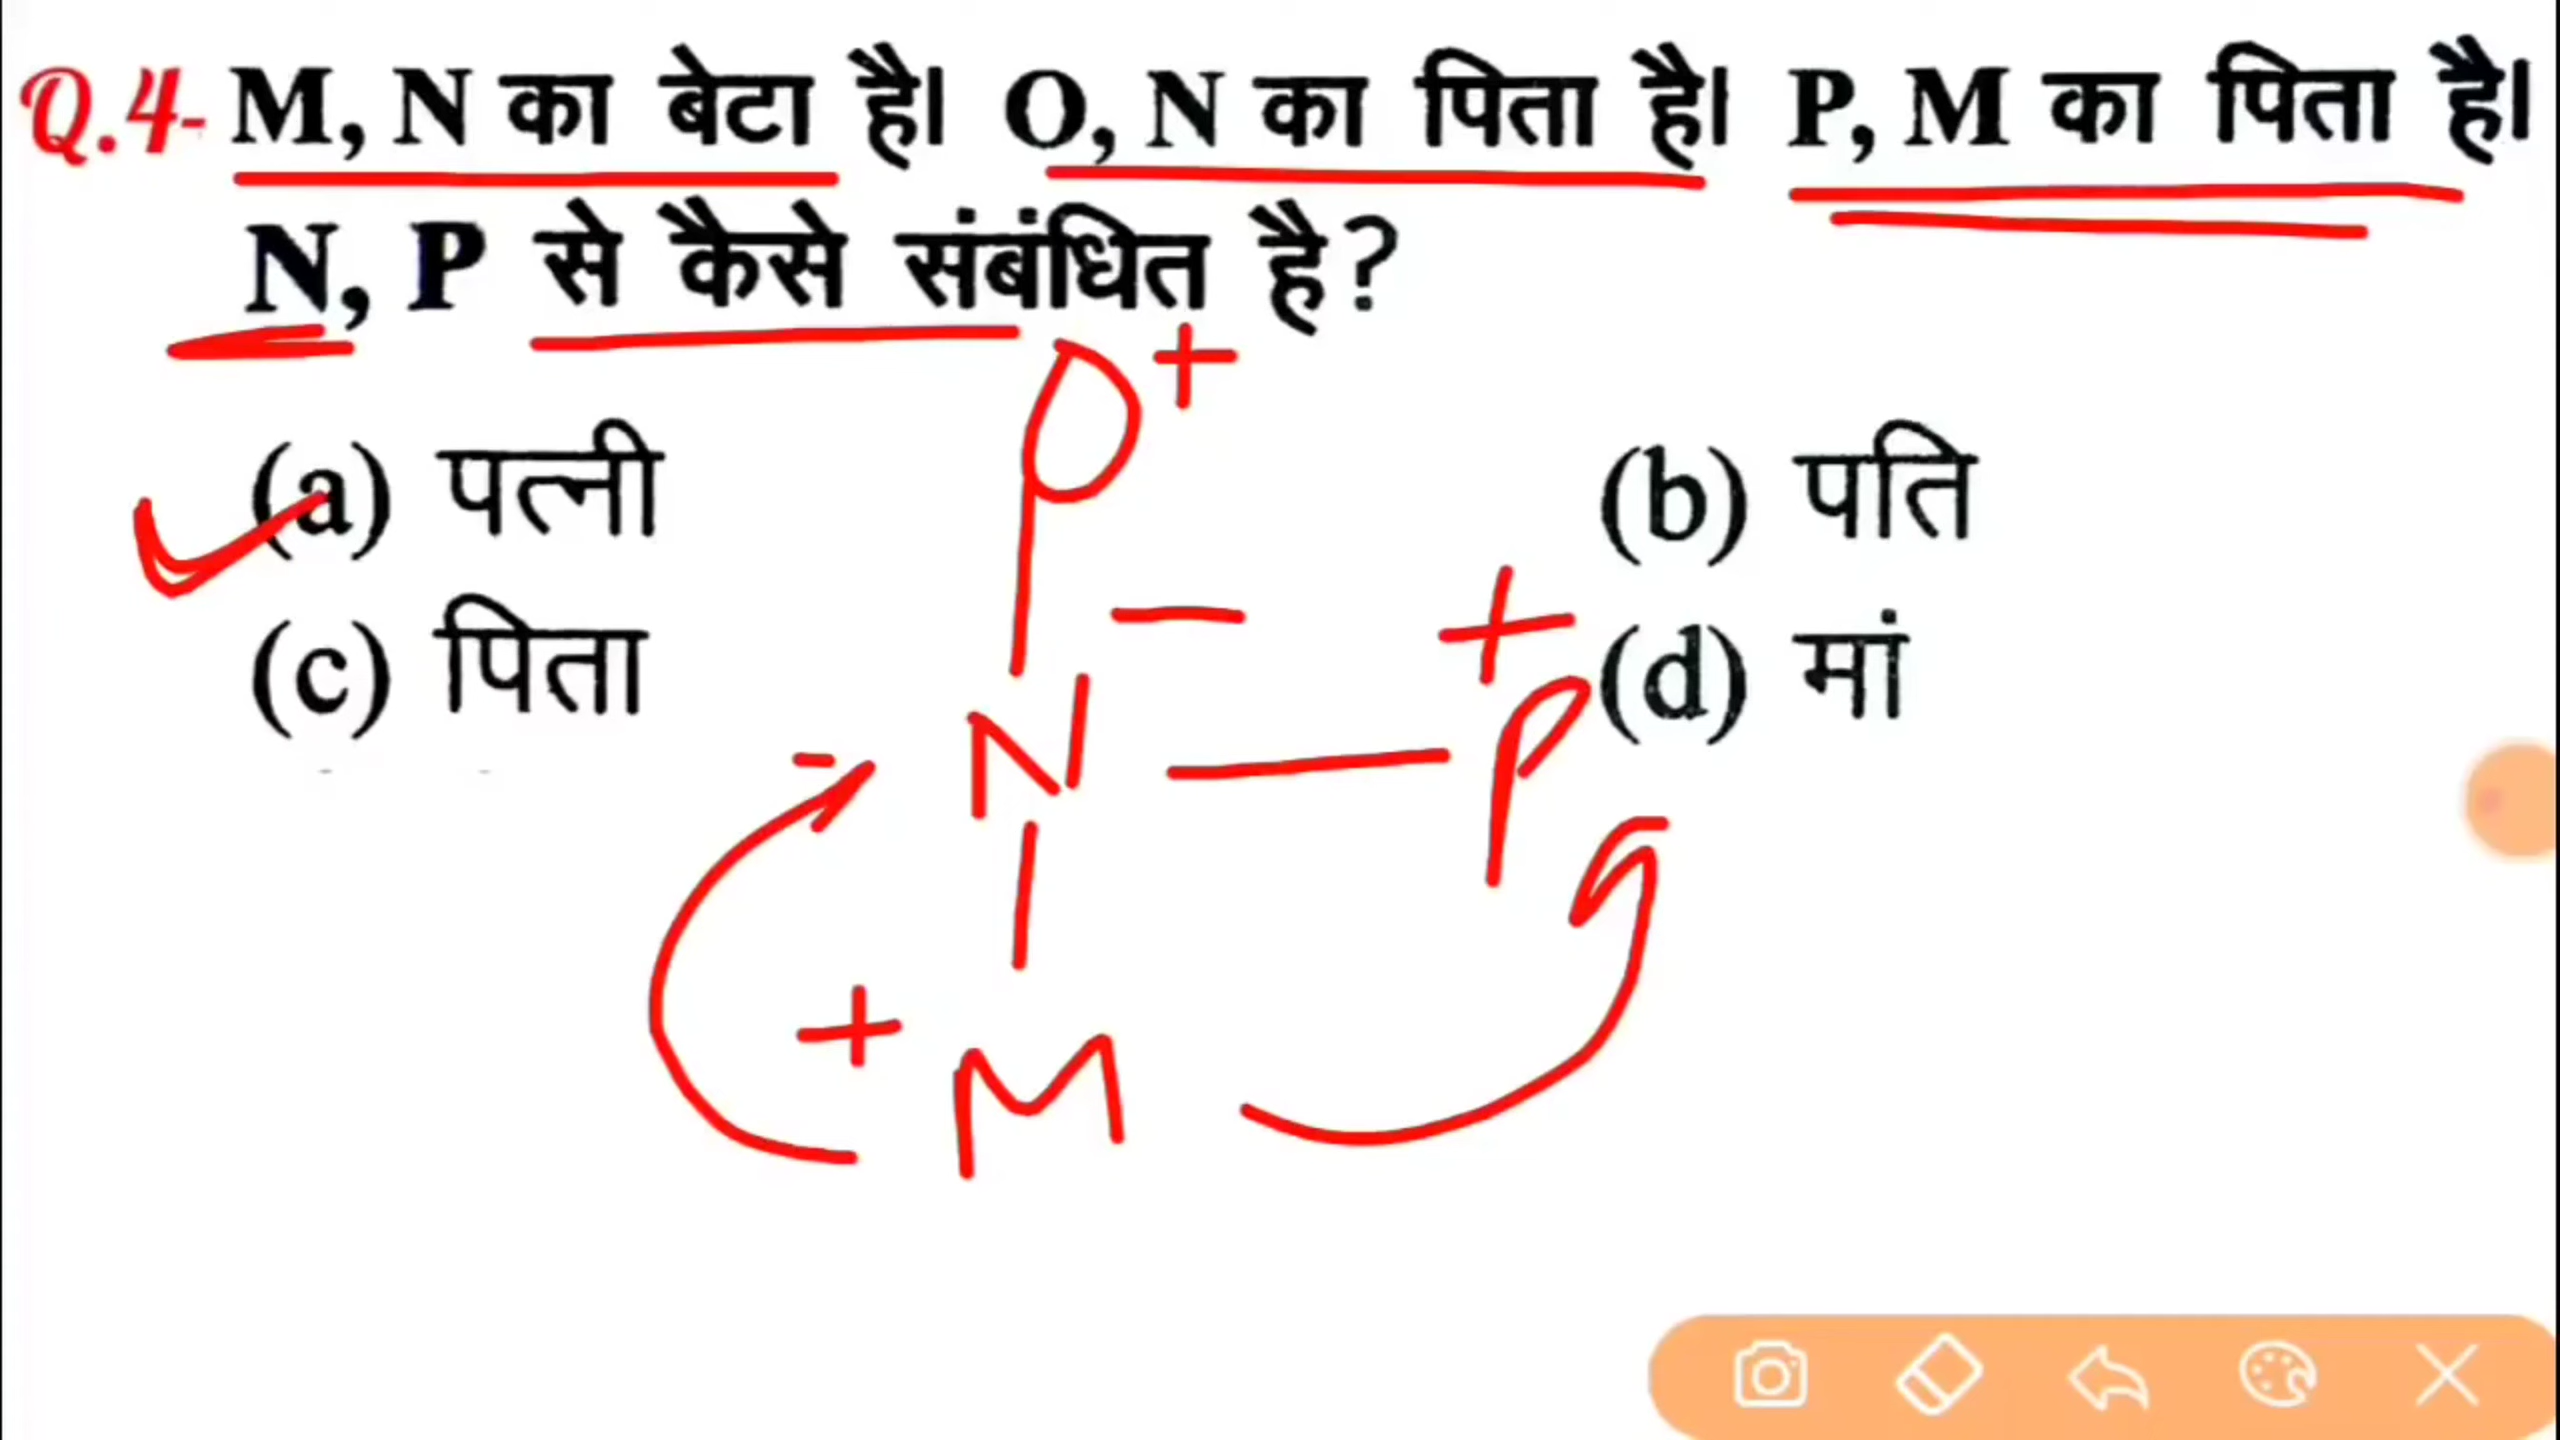 Q.4- M, N का बेटा है। O, N का पिता है। P, M का पिता है।
N, P से कैसे संबंधित है?
(a) पत्नी (b) पति
(c) पिता (d) मां
O +
− +
N — P
−
+
M